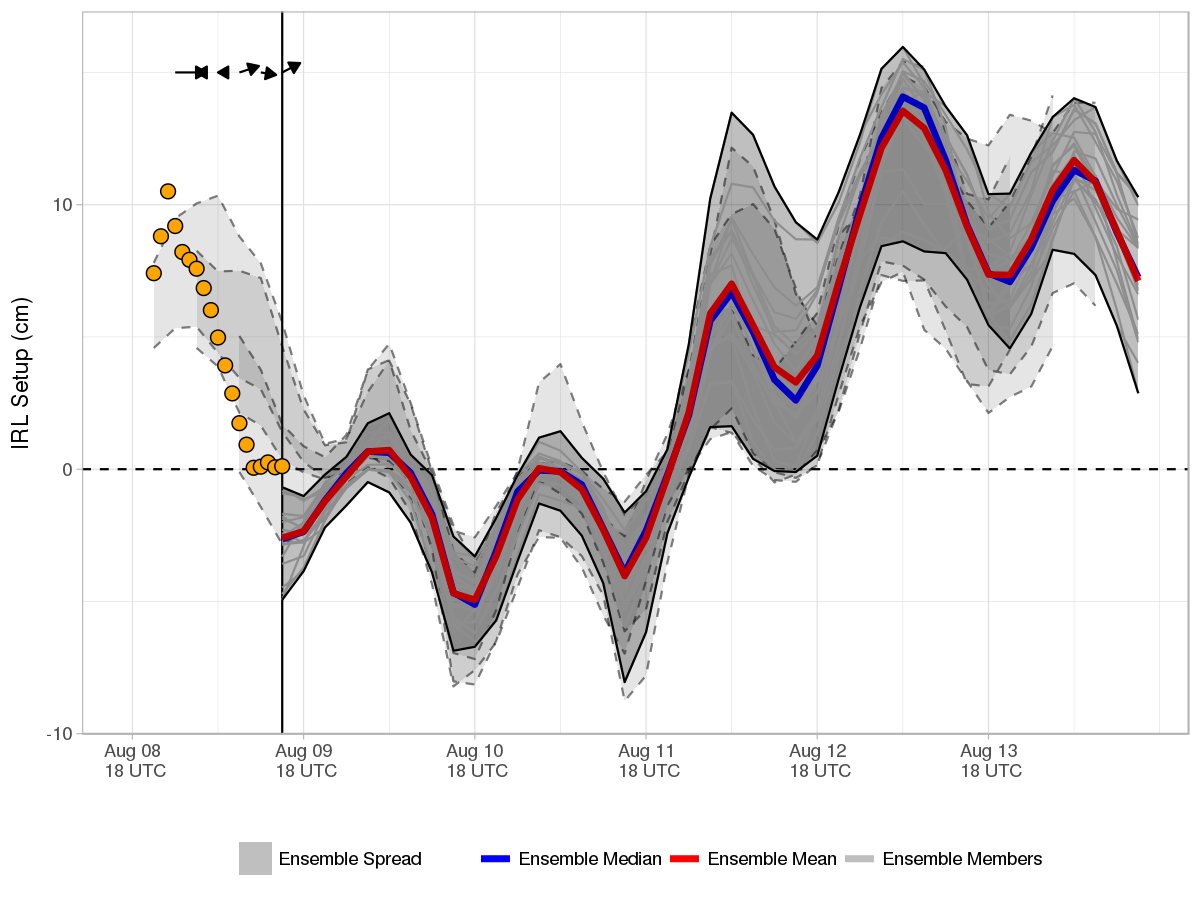 IRL Setup (cm)
10
0
-10
Aug 08
18 UTC
Aug 09
18 UTC
Aug 10
18 UTC
Aug 11
18 UTC
Aug 12
18 UTC
Aug 13
18 UTC
Ensemble Spread
Ensemble Median
Ensemble Mean
Ensemble Members